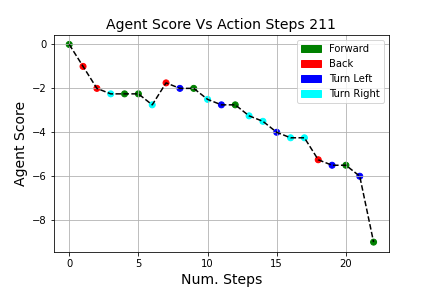 Agent Score Vs Action Steps 211
Forward
Back
Turn Left
Turn Right
0
−2
−4
−6
−8
Agent Score
0 5 10 15 20
Num. Steps